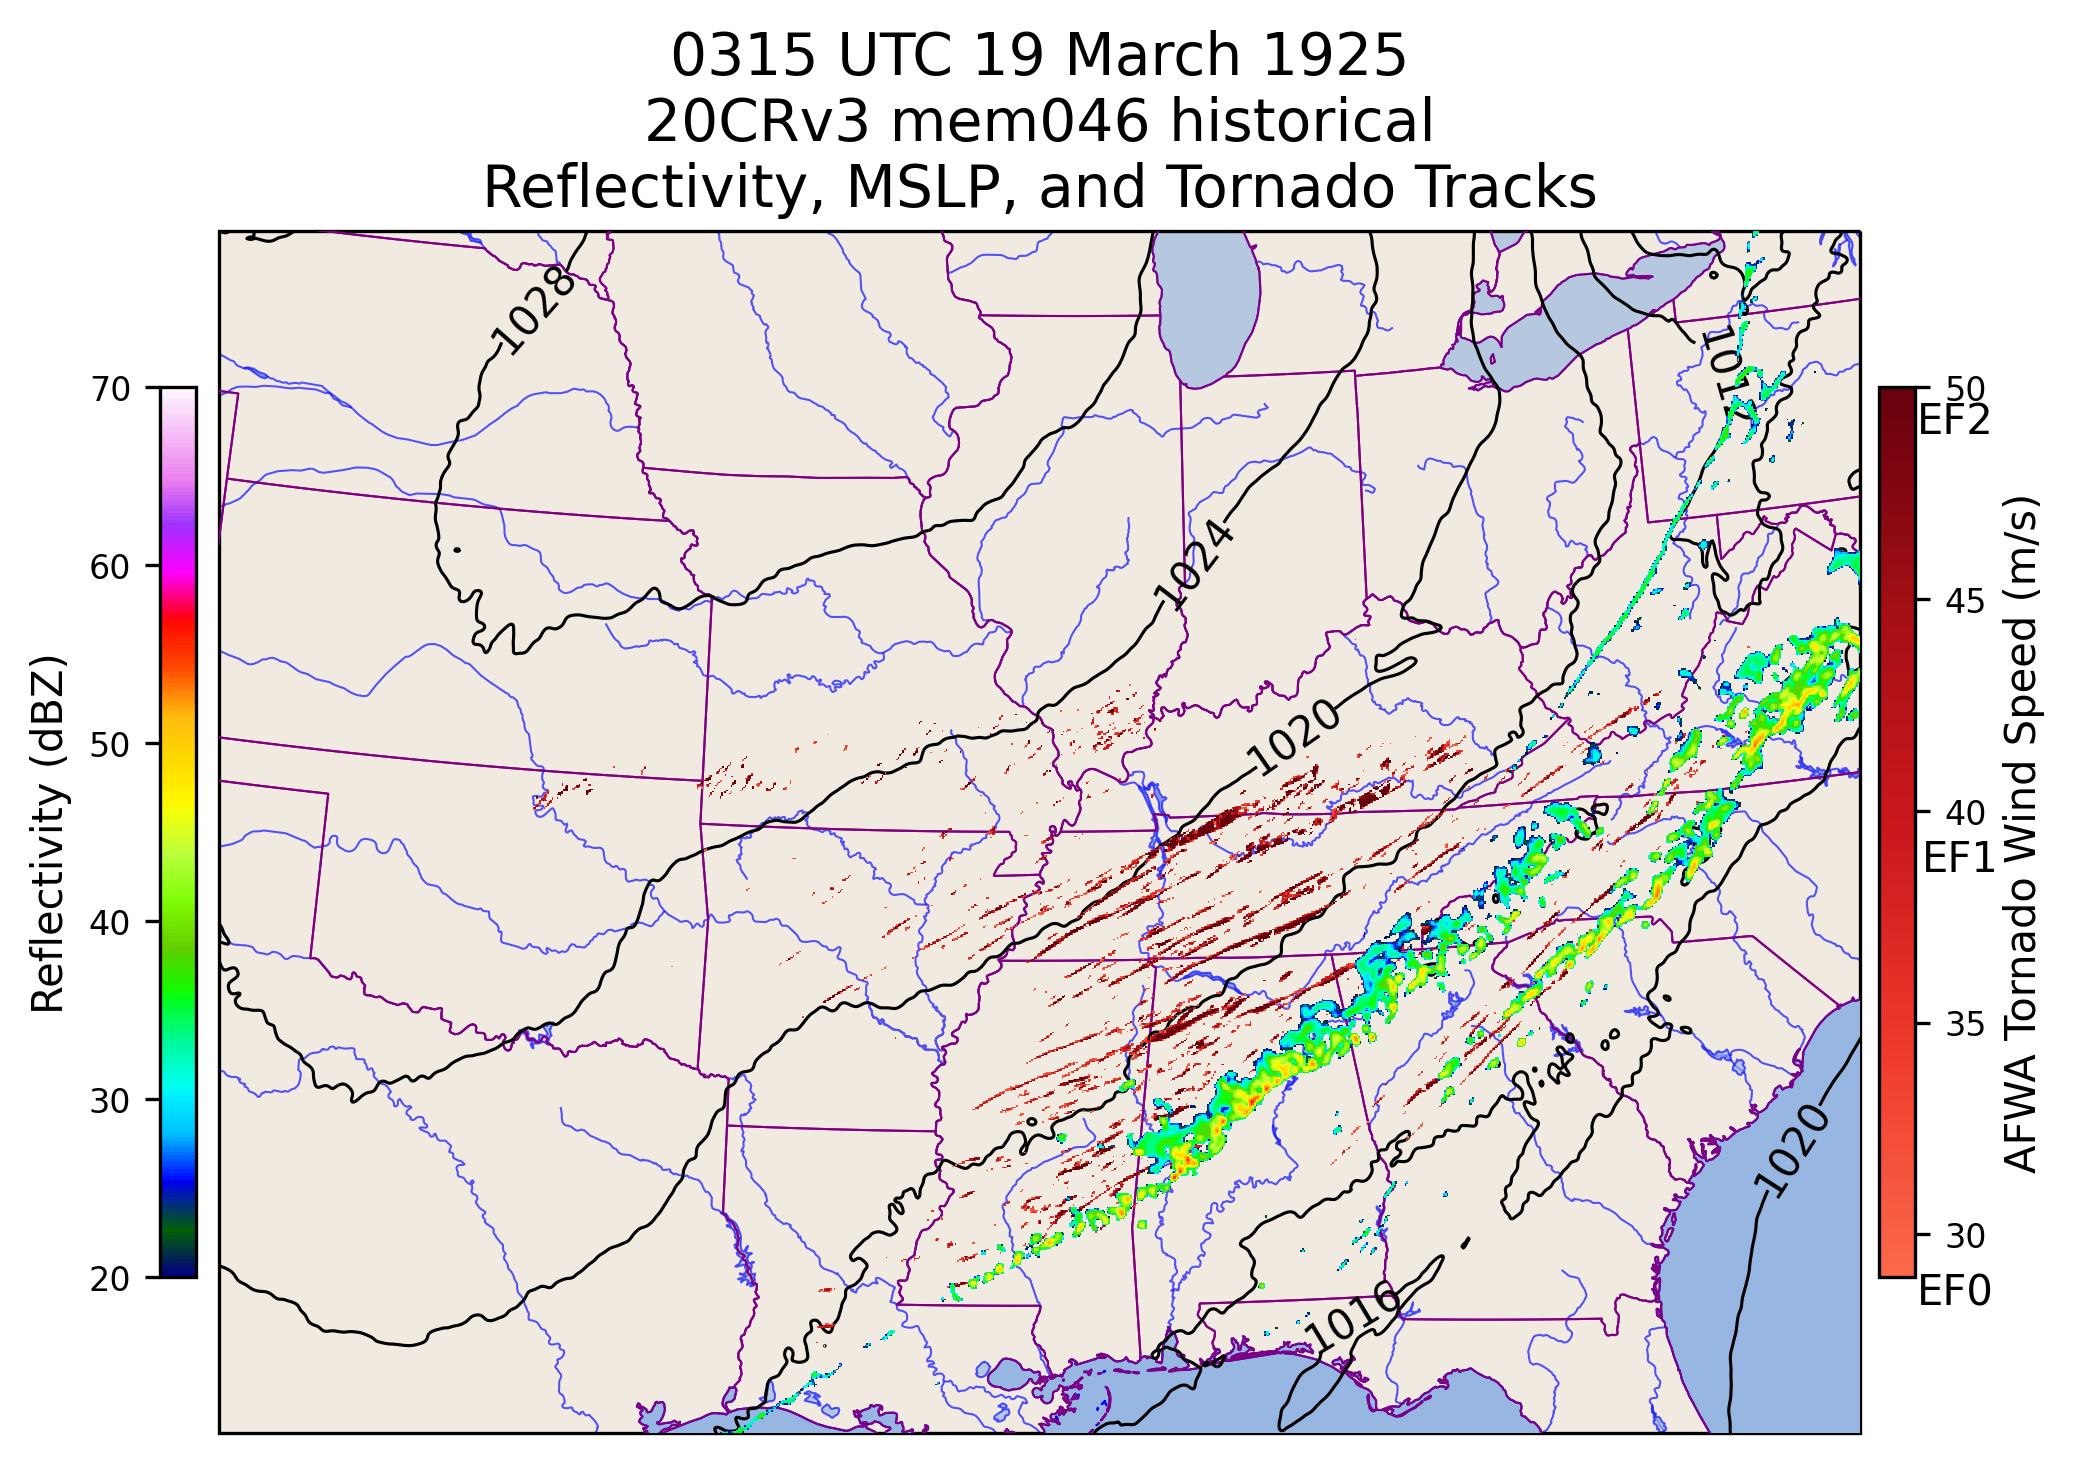 0315 UTC 19 March 1925
20CRv3 mem046 historical
Reflectivity, MSLP, and Tornado Tracks
1028
1024
1020
1020
1016
Reflectivity (dBZ)
70
60
50
40
30
20
AFWA Tornado Wind Speed (m/s)
50
EF2
45
40
EF1
35
30
EF0